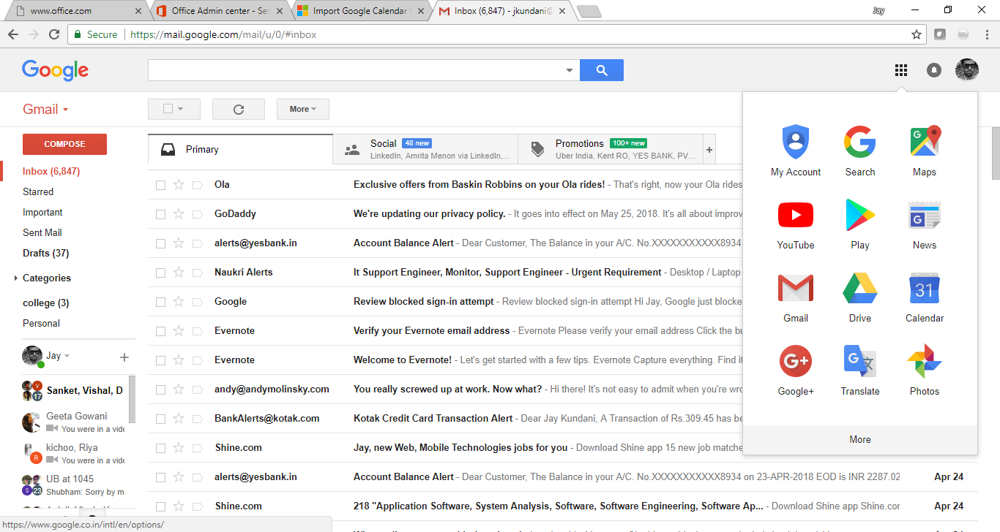 www.office.com
Office Admin center - Se
Import Google Calendar
Inbox (6,847) - jkundani@
Jay
Secure
https://mail.google.com/mail/u/0/#inbox
Google
Gmail
More
COMPOSE
Primary
Social 48 new
LinkedIn, Amrita Menon via LinkedIn,...
Promotions 100+ new
Uber India, Kent RO, YES BANK, PV...
+
Inbox (6,847)
Starred
Important
Sent Mail
Drafts (37)
Categories
college (3)
Personal
Jay
Sanket, Vishal, D
V
17
Geeta Gowani
You were in a vide
kichoo, Riya
R
You were in a vide
UB at 1045
S
23
Shubham: Sorry by m
Ola Exclusive offers from Baskin Robbins on your Ola rides! - That's right, now your Ola rides
GoDaddy We're updating our privacy policy. - It goes into effect on May 25, 2018. It's all about improv
alerts@yesbank.in Account Balance Alert - Dear Customer, The Balance in your A/C. No.XXXXXXXXXXX8934
Naukri Alerts It Support Engineer, Monitor, Support Engineer - Urgent Requirement - Desktop / Laptop
Google Review blocked sign-in attempt - Review blocked sign-in attempt Hi Jay, Google just blocke
Evernote Verify your Evernote email address - Evernote Please verify your email address Click the bu
Evernote Welcome to Evernote! - Let's get started with a few tips. Evernote Capture everything. Find it
andy@andymolinsky.com You really screwed up at work. Now what? - Hi there! It's not easy to admit when you're wro
BankAlerts@kotak.com Kotak Credit Card Transaction Alert - Dear Jay Kundani, A Transaction of Rs.309.45 has be
Shine.com Jay, new Web, Mobile Technologies jobs for you - Download Shine app 15 new job matche
alerts@yesbank.in Account Balance Alert - Dear Customer, The Balance in your A/C. No.XXXXXXXXXXX8934 on 23-APR-2018 EOD is INR 2287.02 Apr 24
Shine.com 218 "Application Software, System Analysis, Software, Software Engineering, Software Ap... - Download Shine app Shine.com Apr 24
My Account
Search
Maps
YouTube
Play
News
Gmail
31
Drive
Calendar
G+
Google+
Translate
Photos
More
https://www.google.co.in/intl/en/options/